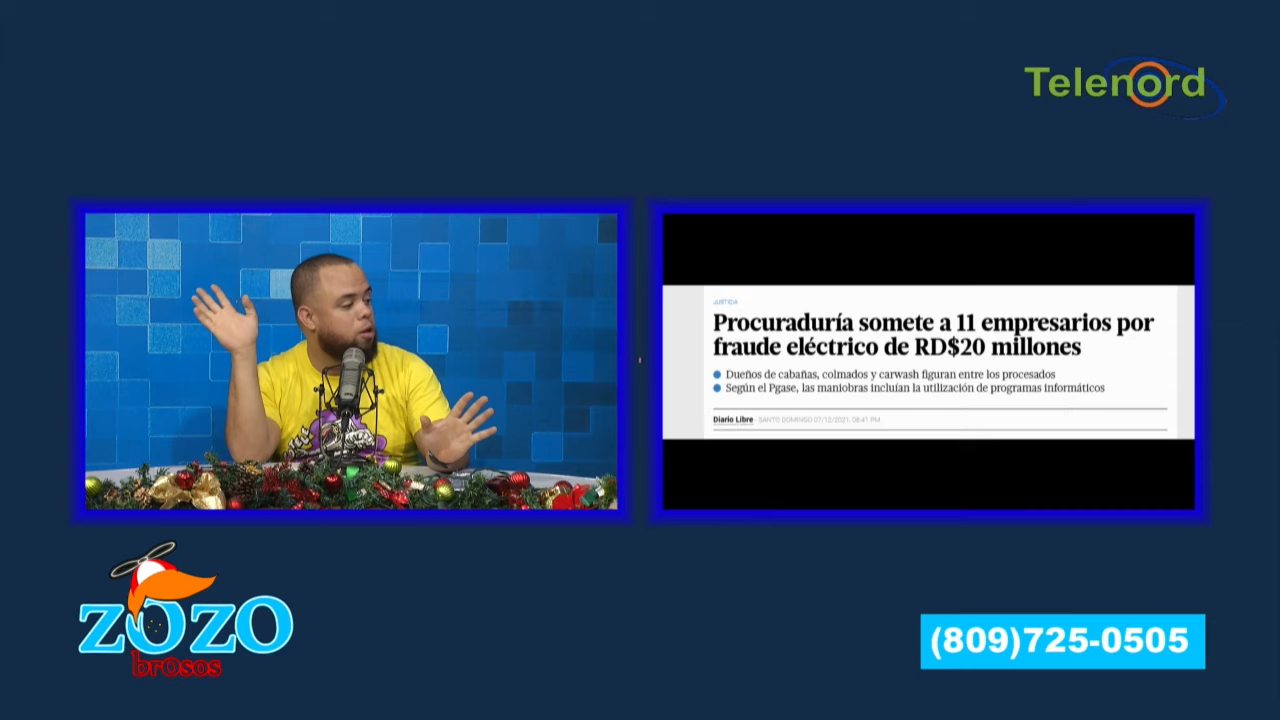 Telenord
JUSTICIA
Procuraduría somete a 11 empresarios por
fraude eléctrico de RD$20 millones
Dueños de cabañas, colmados y carwash figuran entre los procesados
Según el Pgase, las maniobras incluían la utilización de programas informáticos
Diario Libre - SANTO DOMINGO 07/12/2021, 08:41 PM
zozo
brosos
(809)725-0505